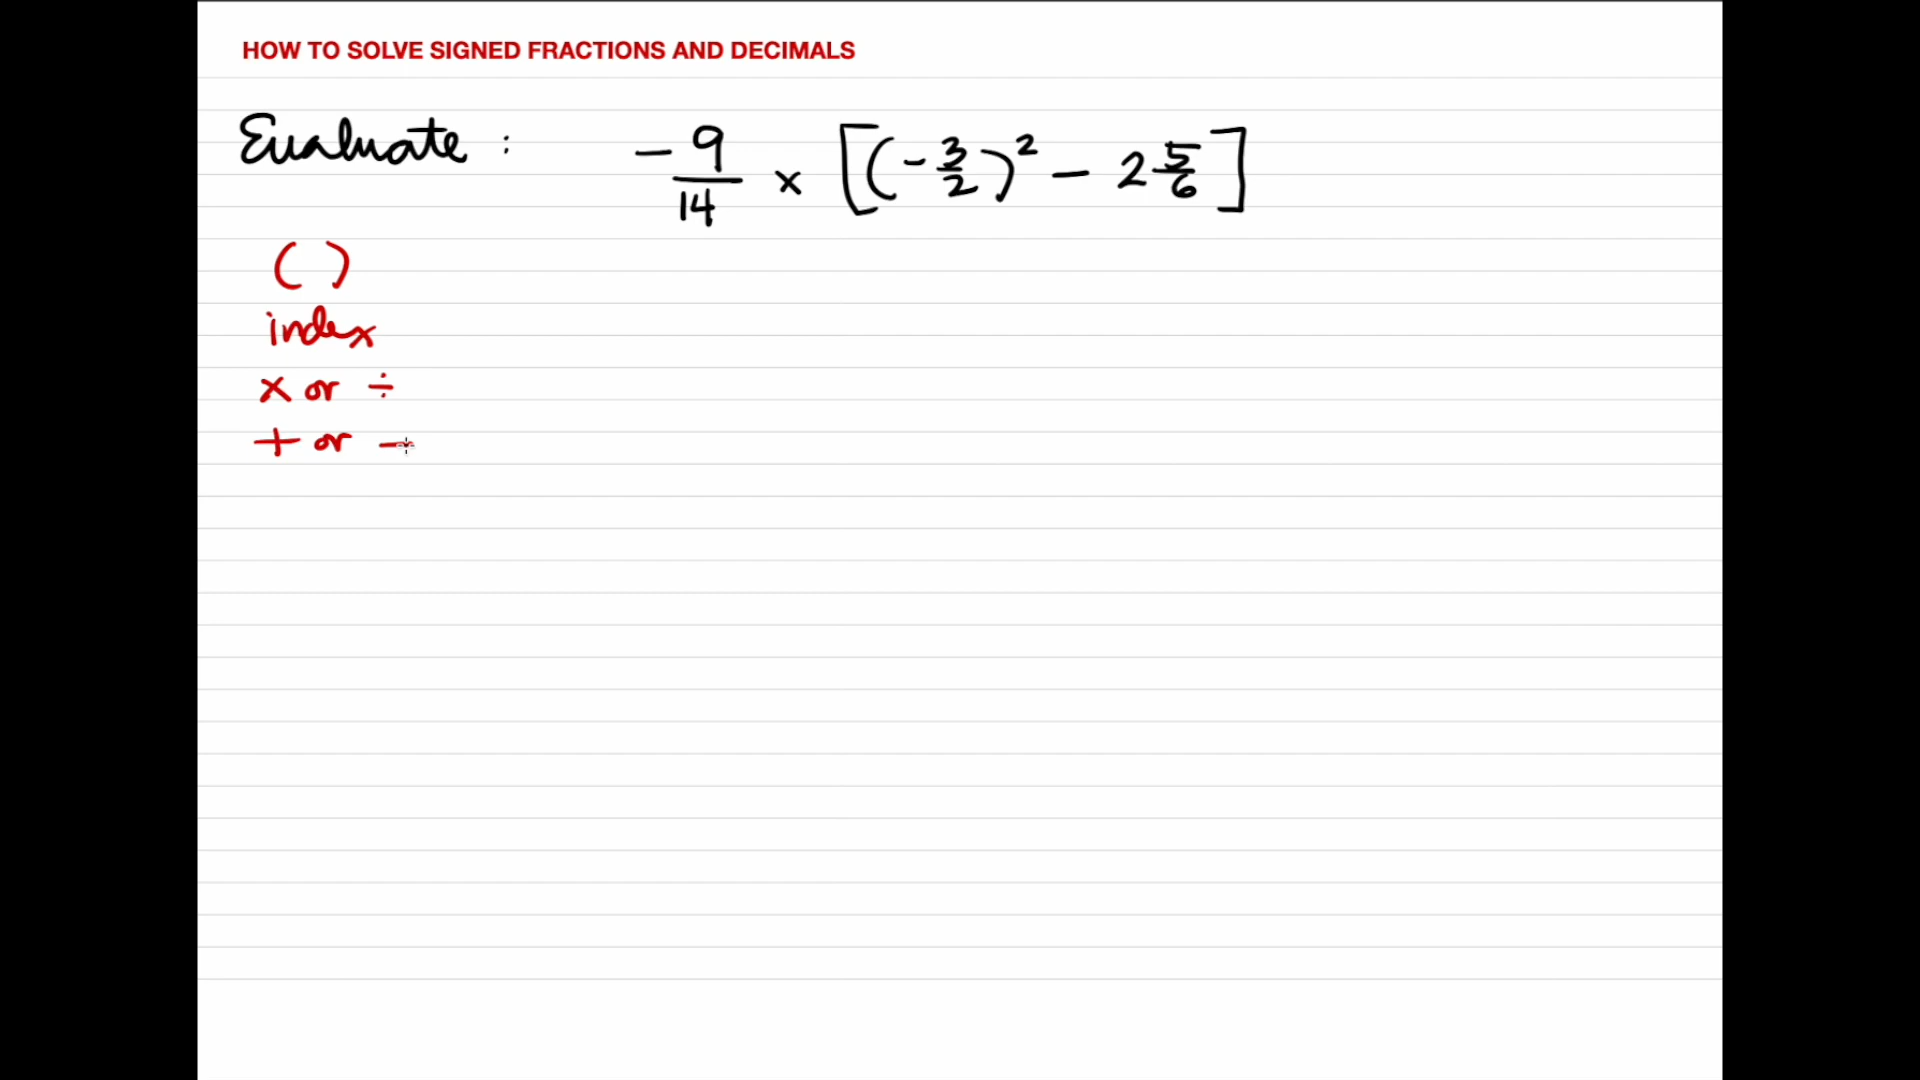 HOW TO SOLVE SIGNED FRACTIONS AND DECIMALS
Evaluate : -9/14 × [(-3/2)² - 2 5/6]
( )
index
× or ÷
+ or -